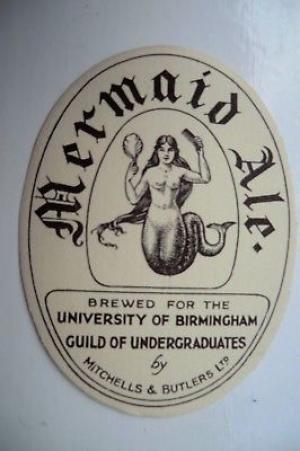 Mermaid Ale.
BREWED FOR THE
UNIVERSITY OF BIRMINGHAM
GUILD OF UNDERGRADUATES
by
MITCHELLS & BUTLERS LTD